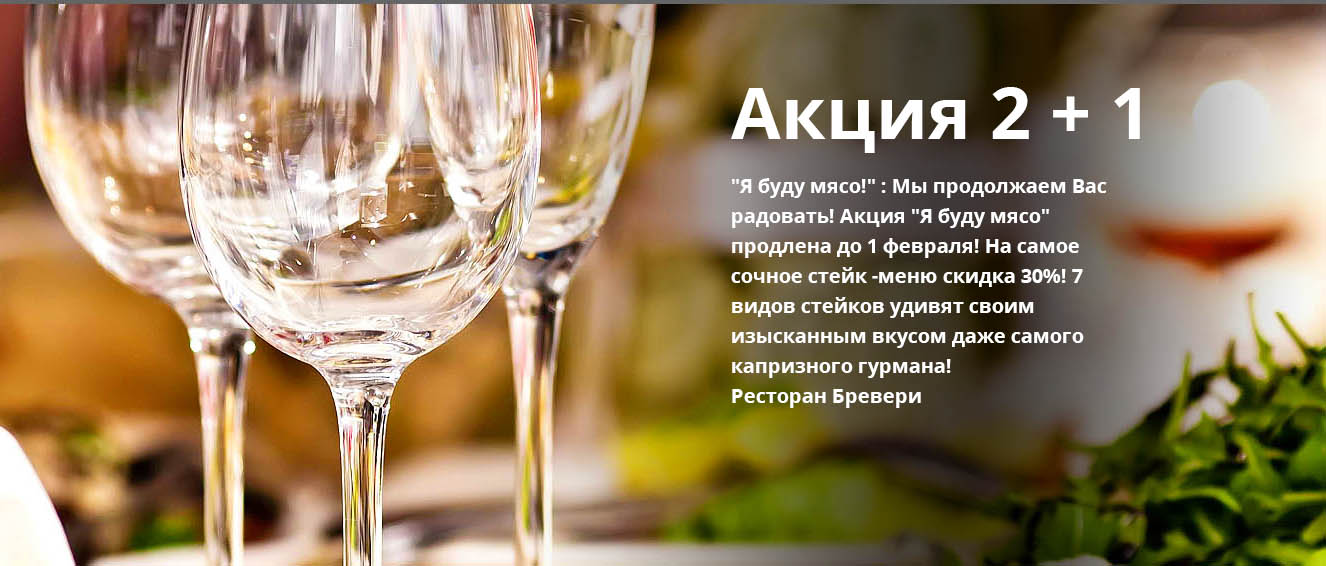 Акция 2 + 1
"Я буду мясо!" : Мы продолжаем Вас
радовать! Акция "Я буду мясо"
продлена до 1 февраля! На самое
сочное стейк -меню скидка 30%! 7
видов стейков удивят своим
изысканным вкусом даже самого
капризного гурмана!
Ресторан Бревери